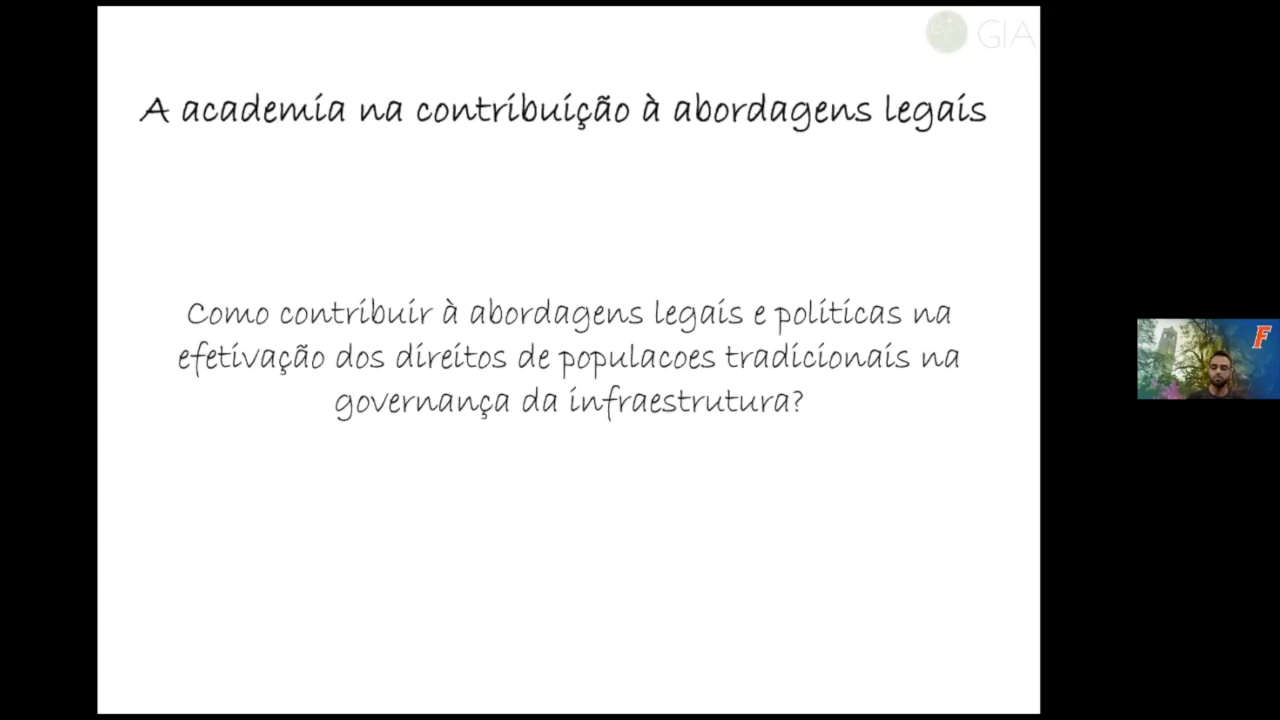 GIA
A academia na contribuição à abordagens legais
Como contribuir à abordagens legais e políticas na
efetivação dos direitos de populacoes tradicionais na
governança da infraestrutura?
F